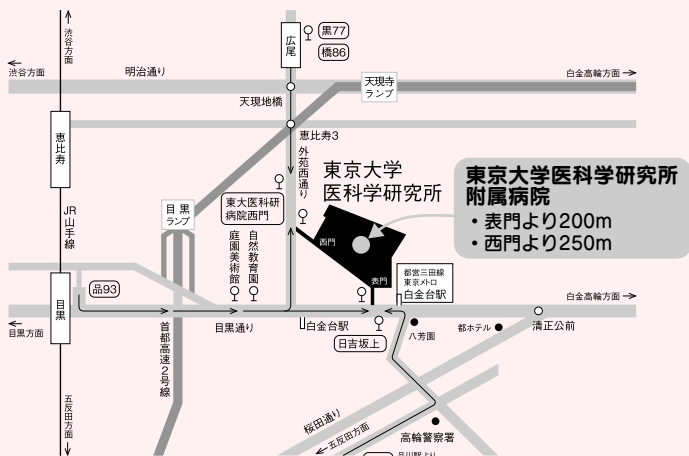 渋谷方面
渋谷方面
明治通り
広尾
黒77
橋86
天現寺
ランプ
白金高輪方面
天現地橋
恵比寿
恵比寿3
外苑西通り
東京大学
医科学研究所
東京大学医科学研究所
附属病院
・表門より200m
・西門より250m
目黒
ランプ
東大医科研
病院西門
西門
表門
JR山手線
庭園美術館
自然教育園
都営三田線
東京メトロ
白金台駅
品93
目黒
目黒方面
首都高速2号線
目黒通り
白金台駅
日吉坂上
八芳園
都ホテル
清正公前
白金高輪方面
桜田通り
五反田方面
五反田方面
高輪警察署
品川駅より